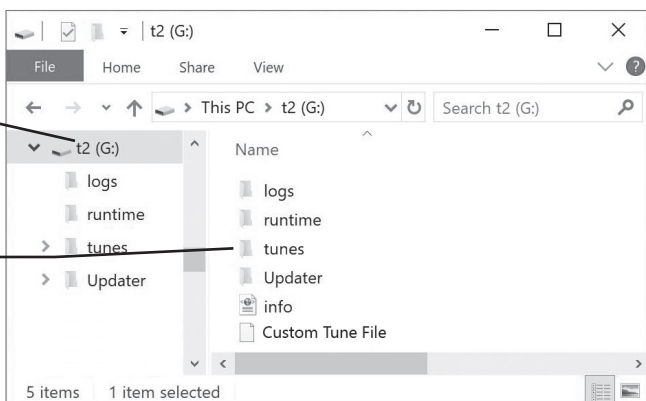 t2 (G:)
File Home Share View
This PC > t2 (G:) Search t2 (G:)
t2 (G:)
logs
runtime
tunes
Updater
Name
logs
runtime
tunes
Updater
info
Custom Tune File
5 items 1 item selected